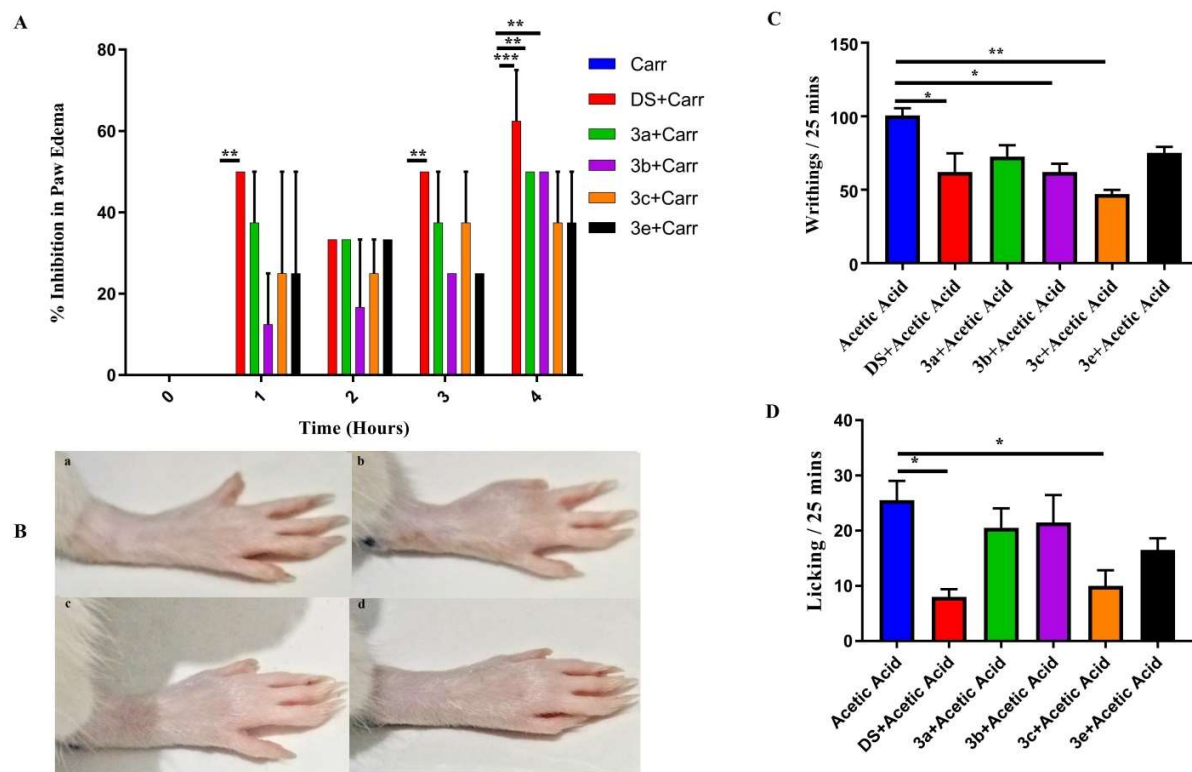 A
% Inhibition in Paw Edema
80
60
40
20
0
**
**
***
**
**
0
1
2
3
4
Time (Hours)
Carr
DS+Carr
3a+Carr
3b+Carr
3c+Carr
3e+Carr
B
a
b
c
d
C
Writhings / 25 mins
150
100
50
0
**
*
*
Acetic Acid
DS+Acetic Acid
3a+Acetic Acid
3b+Acetic Acid
3c+Acetic Acid
3e+Acetic Acid
D
Licking / 25 mins
40
30
20
10
0
*
*
Acetic Acid
DS+Acetic Acid
3a+Acetic Acid
3b+Acetic Acid
3c+Acetic Acid
3e+Acetic Acid